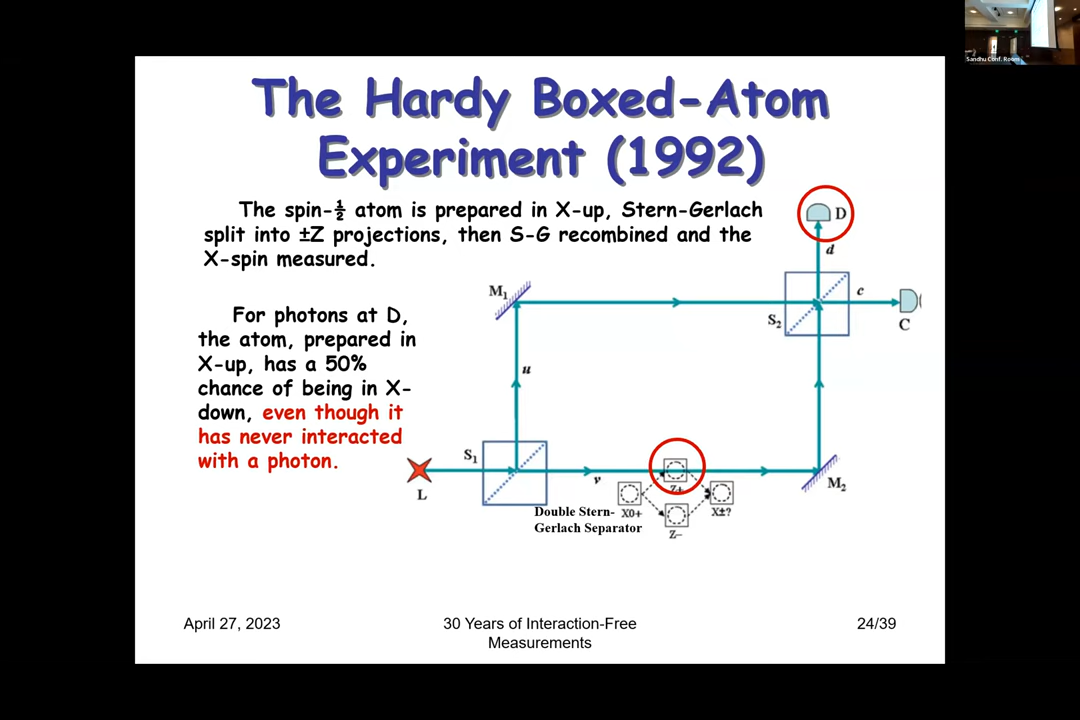 Sandhu Conf. Room
The Hardy Boxed-Atom
Experiment (1992)
The spin-½ atom is prepared in X-up, Stern-Gerlach
split into ±Z projections, then S-G recombined and the
X-spin measured.
For photons at D,
the atom, prepared in
X-up, has a 50%
chance of being in X-
down, even though it
has never interacted
with a photon.
D
d
M₁
c
S₂
C
u
S₁
L
v
M₂
Z+
Double Stern-
Gerlach Separator
X0+
X±?
Z−
April 27, 2023
30 Years of Interaction-Free
Measurements
24/39